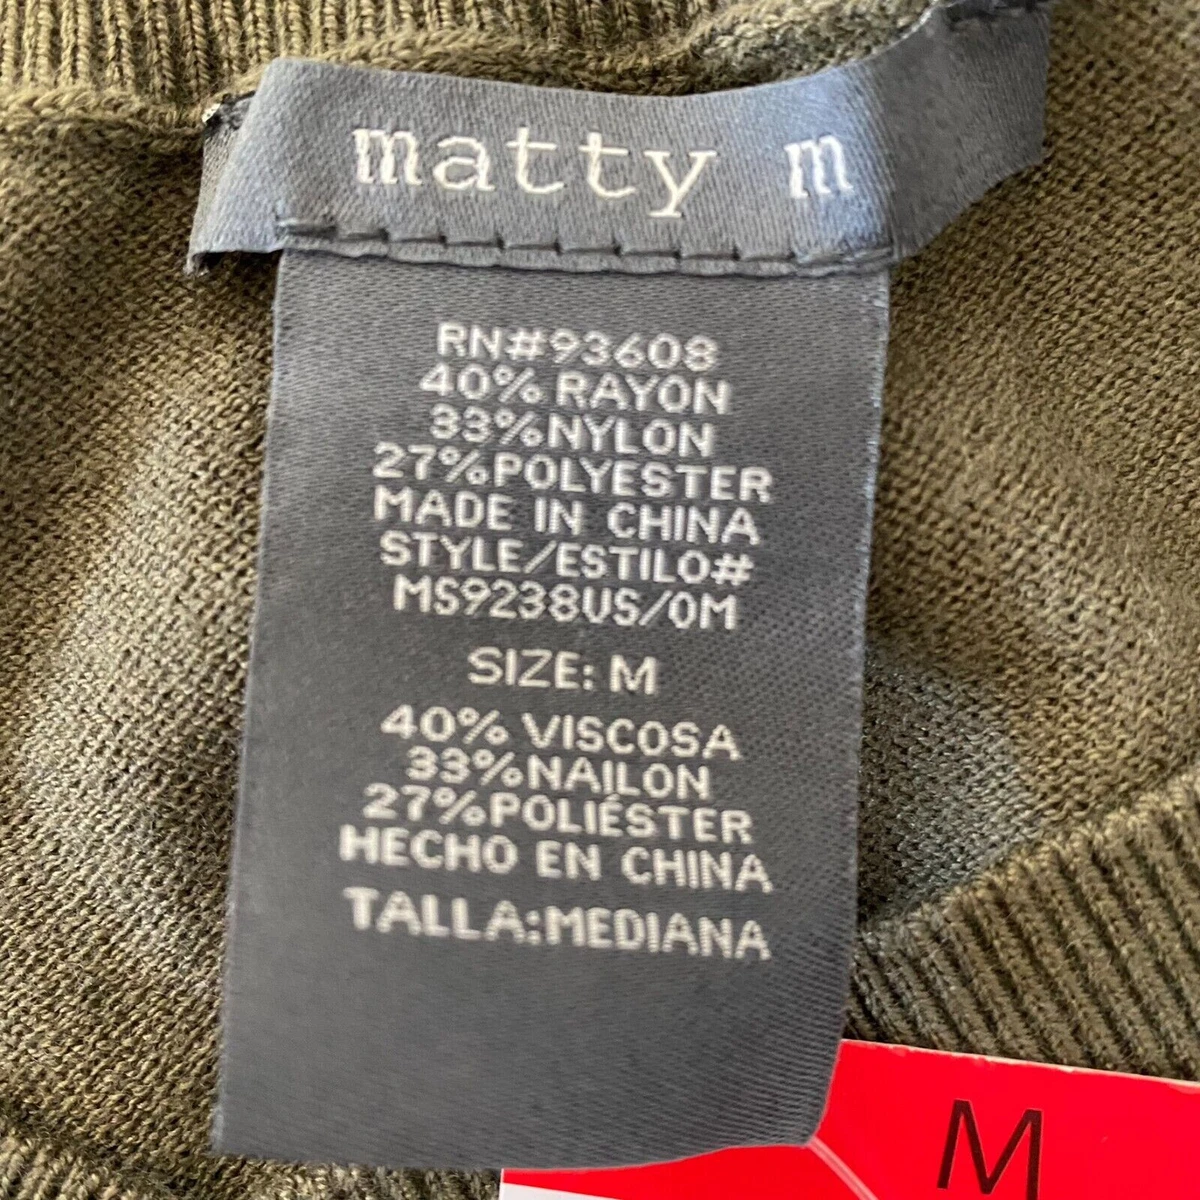 matty m
RN#93608
40% RAYON
33%NYLON
27%POLYESTER
MADE IN CHINA
STYLE/ESTILO#
MS9238US/OM
SIZE: M
40% VISCOSA
33%NAILON
27%POLIÉSTER
HECHO EN CHINA
TALLA:MEDIANA
M